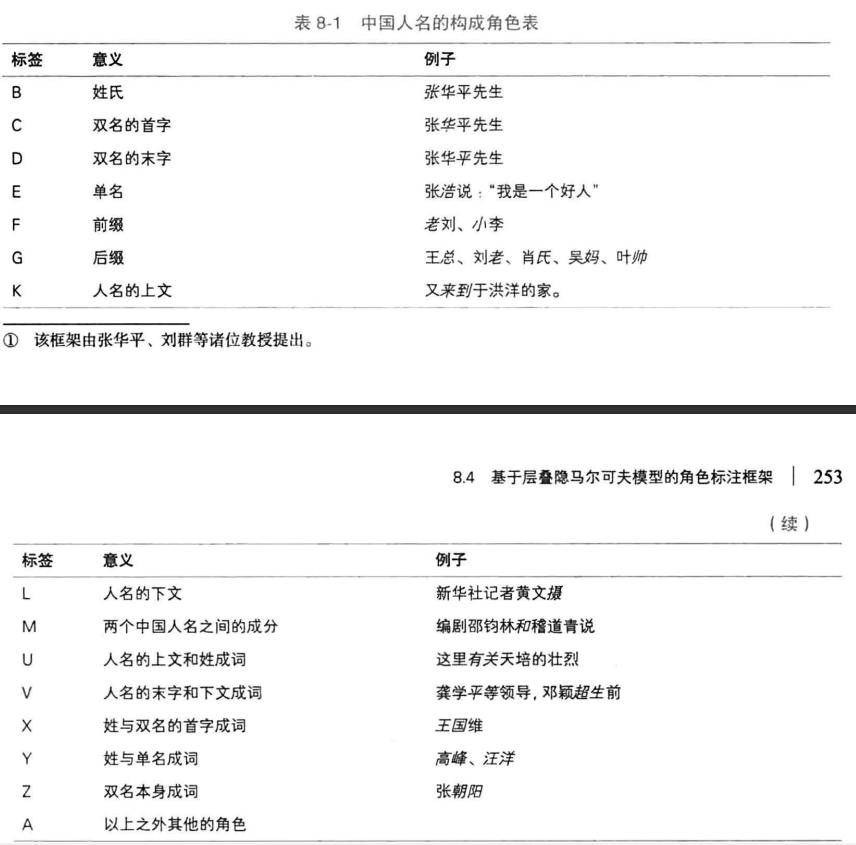 表 8-1 中国人名的构成角色表
标签 意义 例子
B 姓氏 张华平先生
C 双名的首字 张华平先生
D 双名的末字 张华平先生
E 单名 张浩说：“我是一个好人”
F 前缀 老刘、小李
G 后缀 王总、刘老、肖氏、吴妈、叶帅
K 人名的上文 又来到于洪洋的家。
① 该框架由张华平、刘群等诸位教授提出。
8.4 基于层叠隐马尔可夫模型的角色标注框架 | 253
（续）
标签 意义 例子
L 人名的下文 新华社记者黄文摄
M 两个中国人名之间的成分 编剧邵钧林和稽道青说
U 人名的上文和姓成词 这里有关天培的壮烈
V 人名的末字和下文成词 龚学平等领导，邓颖超生前
X 姓与双名的首字成词 王国维
Y 姓与单名成词 高峰、汪洋
Z 双名本身成词 张朝阳
A 以上之外其他的角色